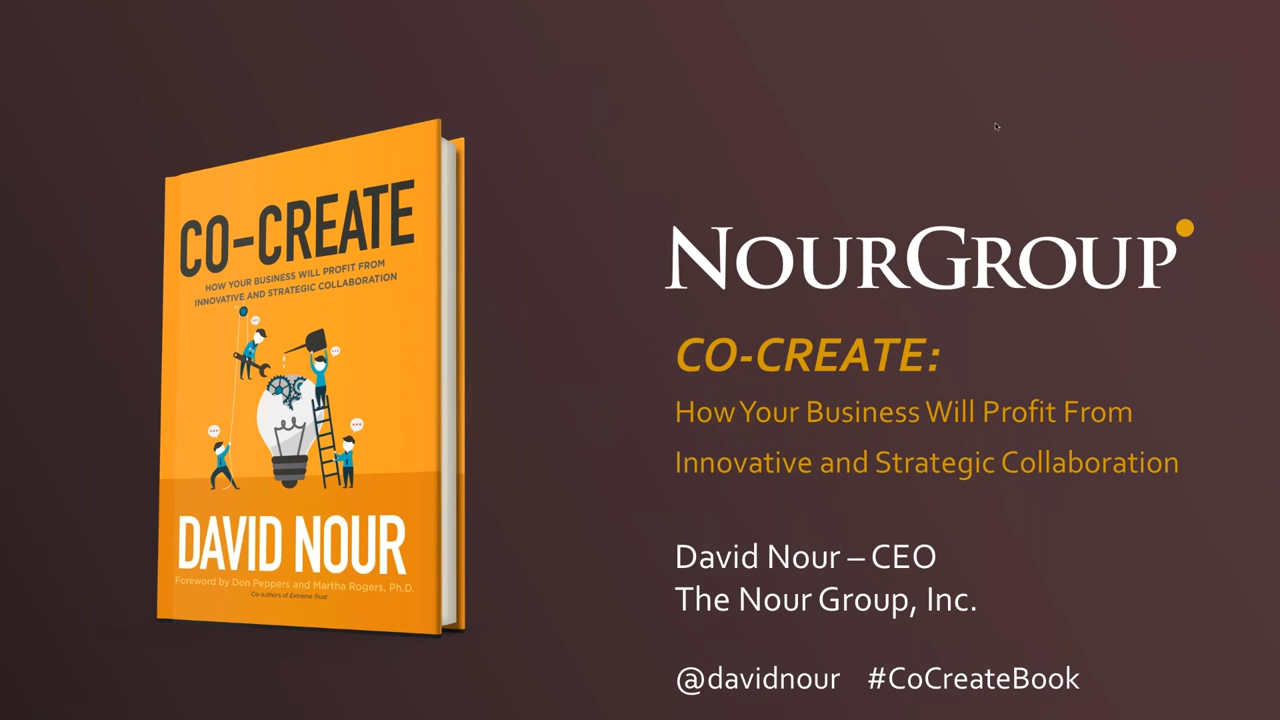 CO-CREATE
HOW YOUR BUSINESS WILL PROFIT FROM
INNOVATIVE AND STRATEGIC COLLABORATION
DAVID NOUR
Foreword by Don Peppers and Martha Rogers, Ph.D.
Co-authors of Extreme Trust
NOURGROUP
CO-CREATE:
How Your Business Will Profit From
Innovative and Strategic Collaboration
David Nour – CEO
The Nour Group, Inc.
@davidnour #CoCreateBook